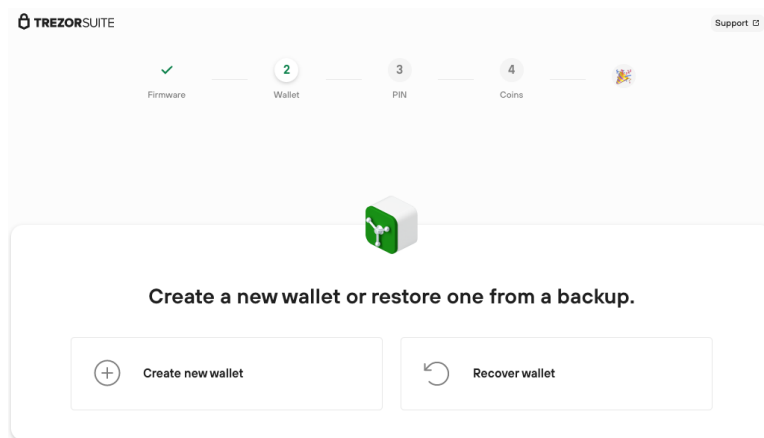 TREZORSUITE
Support
2
3
4
Firmware
Wallet
PIN
Coins
Create a new wallet or restore one from a backup.
Create new wallet
Recover wallet